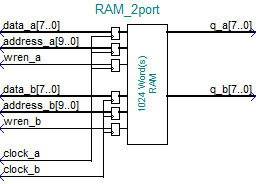 RAM_2port
data_a[7..0]
q_a[7..0]
address_a[9..0]
wren_a
data_b[7..0]
q_b[7..0]
address_b[9..0]
wren_b
1024 Word(s)
RAM
clock_a
clock_b